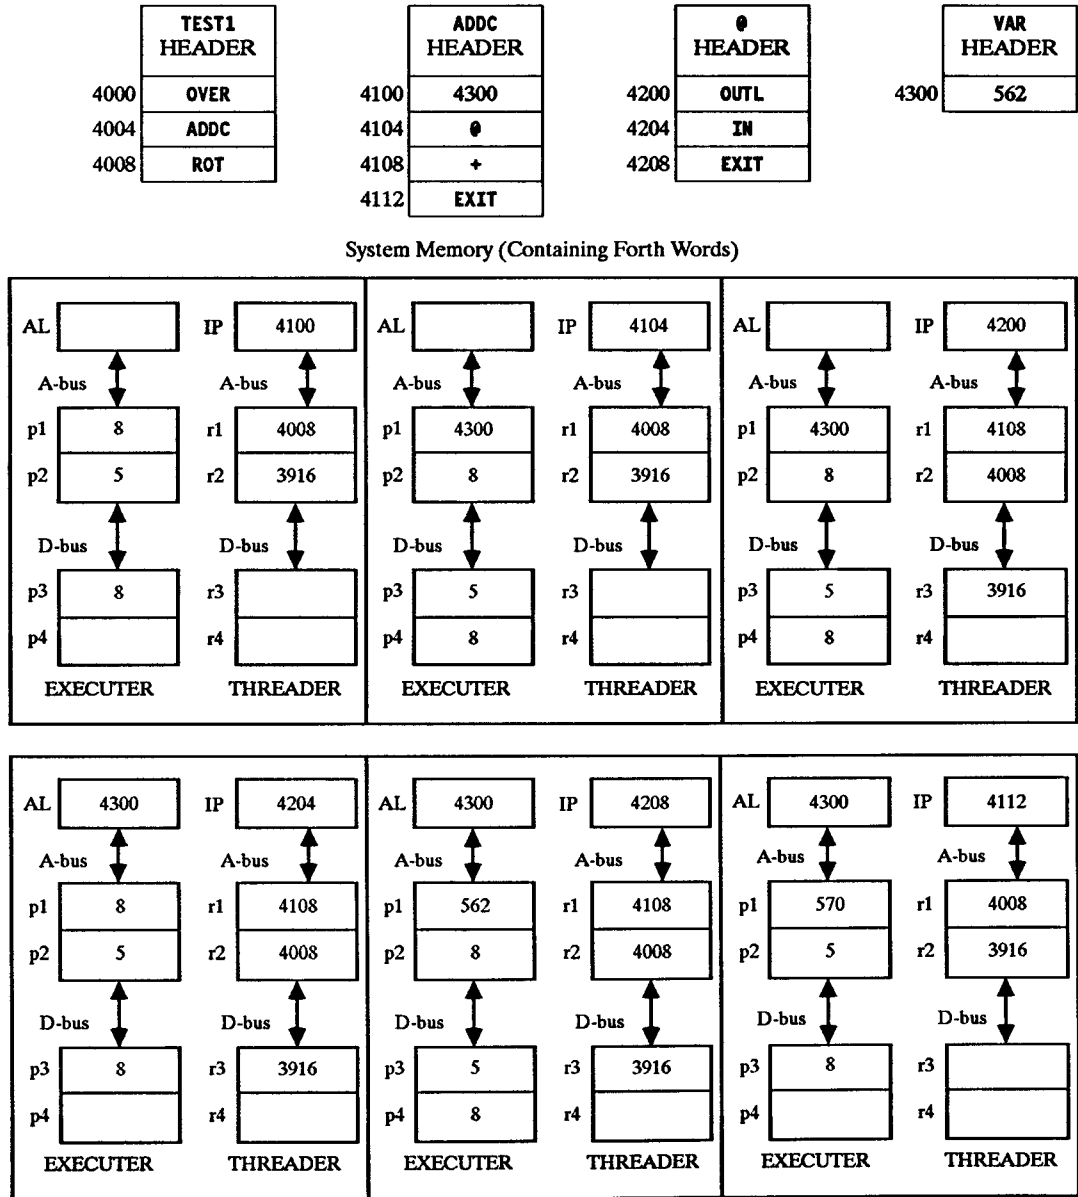 TEST1 ADDC @ VAR
HEADER HEADER HEADER HEADER
4000 OVER 4100 4300 4200 OUTL 4300 562
4004 ADDC 4104 @ 4204 IN
4008 ROT 4108 + 4208 EXIT
4112 EXIT
System Memory (Containing Forth Words)
AL IP 4100 AL IP 4104 AL IP 4200
A-bus A-bus A-bus A-bus A-bus A-bus
p1 8 r1 4008 p1 4300 r1 4008 p1 4300 r1 4108
p2 5 r2 3916 p2 8 r2 3916 p2 8 r2 4008
D-bus D-bus D-bus D-bus D-bus D-bus
p3 8 r3 p3 5 r3 p3 5 r3 3916
p4 r4 p4 8 r4 p4 8 r4
EXECUTER THREADER EXECUTER THREADER EXECUTER THREADER
AL 4300 IP 4204 AL 4300 IP 4208 AL 4300 IP 4112
A-bus A-bus A-bus A-bus A-bus A-bus
p1 8 r1 4108 p1 562 r1 4108 p1 570 r1 4008
p2 5 r2 4008 p2 8 r2 4008 p2 5 r2 3916
D-bus D-bus D-bus D-bus D-bus D-bus
p3 8 r3 3916 p3 5 r3 3916 p3 8 r3
p4 r4 p4 8 r4 p4 r4
EXECUTER THREADER EXECUTER THREADER EXECUTER THREADER